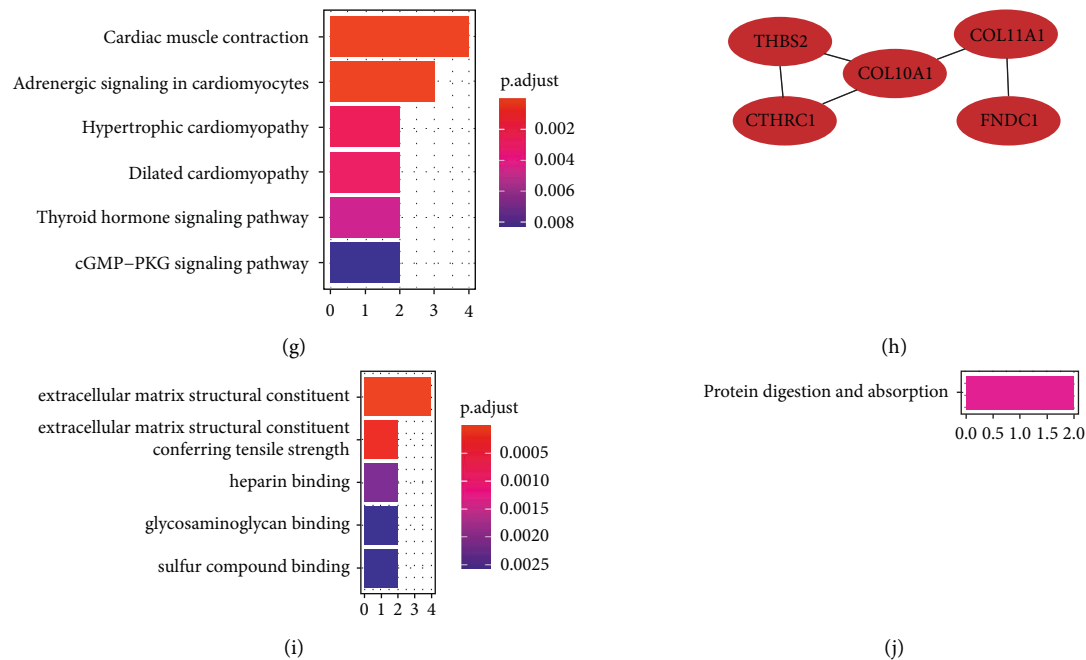 Cardiac muscle contraction
Adrenergic signaling in cardiomyocytes
Hypertrophic cardiomyopathy
Dilated cardiomyopathy
Thyroid hormone signaling pathway
cGMP−PKG signaling pathway
0 1 2 3 4
p.adjust
0.002
0.004
0.006
0.008
(g)
THBS2
COL11A1
COL10A1
CTHRC1
FNDC1
(h)
extracellular matrix structural constituent
extracellular matrix structural constituent
conferring tensile strength
heparin binding
glycosaminoglycan binding
sulfur compound binding
0 1 2 3 4
p.adjust
0.0005
0.0010
0.0015
0.0020
0.0025
(i)
Protein digestion and absorption
0.0 0.5 1.0 1.5 2.0
(j)